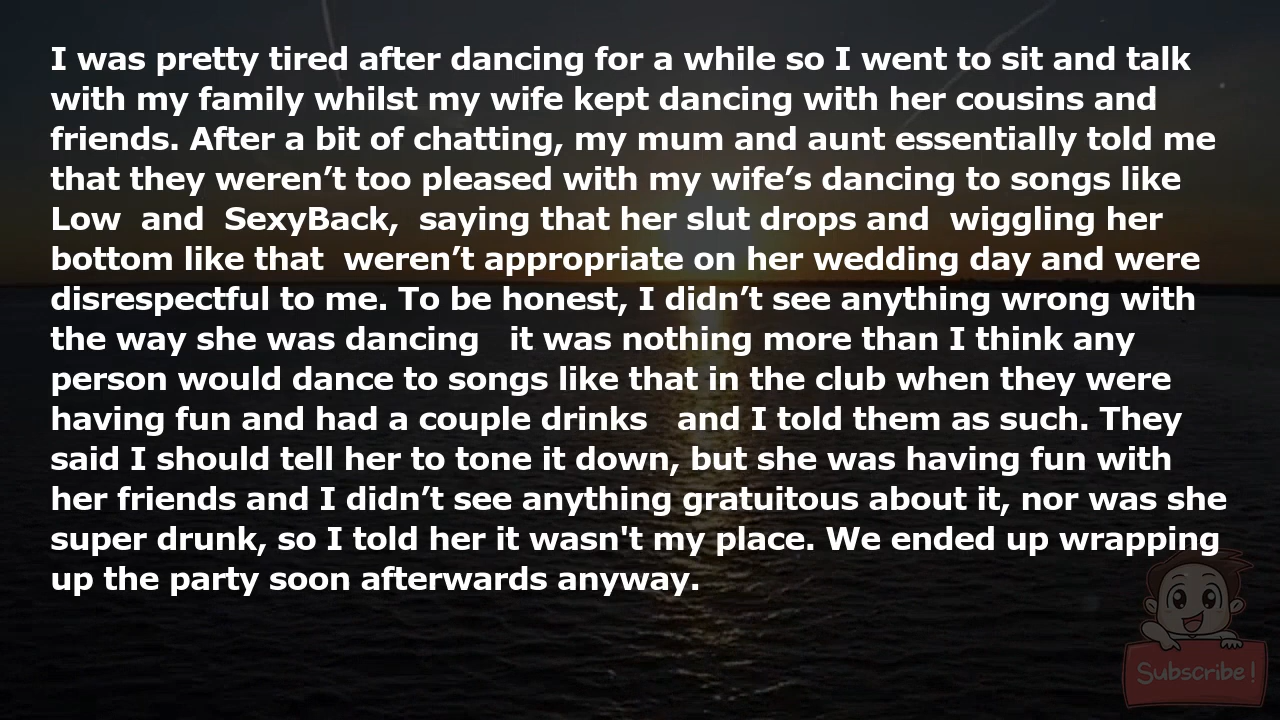 I was pretty tired after dancing for a while so I went to sit and talk
with my family whilst my wife kept dancing with her cousins and
friends. After a bit of chatting, my mum and aunt essentially told me
that they weren’t too pleased with my wife’s dancing to songs like
Low  and  SexyBack,  saying that her slut drops and  wiggling her
bottom like that  weren’t appropriate on her wedding day and were
disrespectful to me. To be honest, I didn’t see anything wrong with
the way she was dancing   it was nothing more than I think any
person would dance to songs like that in the club when they were
having fun and had a couple drinks   and I told them as such. They
said I should tell her to tone it down, but she was having fun with
her friends and I didn’t see anything gratuitous about it, nor was she
super drunk, so I told her it wasn't my place. We ended up wrapping
up the party soon afterwards anyway.
Subscribe!